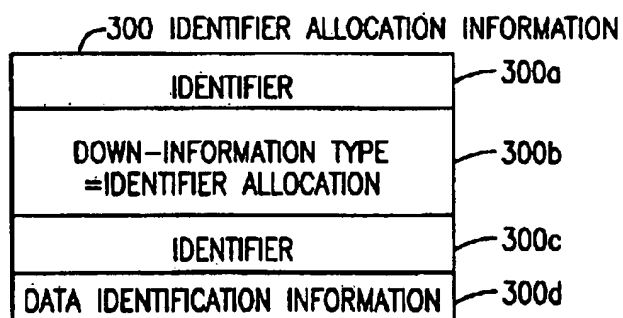 300 IDENTIFIER ALLOCATION INFORMATION
IDENTIFIER
300a
DOWN-INFORMATION TYPE
=IDENTIFIER ALLOCATION
300b
IDENTIFIER
300c
DATA IDENTIFICATION INFORMATION
300d